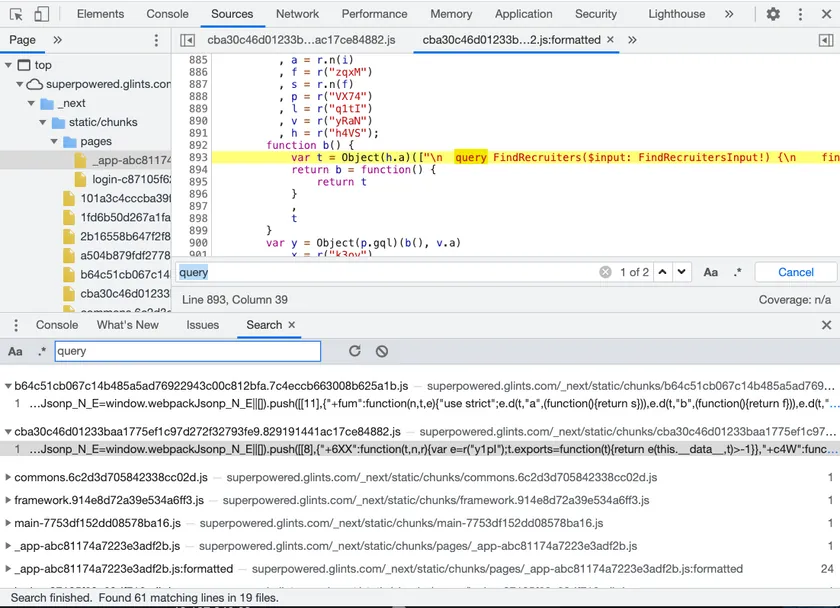 Elements Console Sources Network Performance Memory Application Security Lighthouse »
Page » cba30c46d01233b…ac17ce84882.js cba30c46d01233b…2.js:formatted × »
top
superpowered.glints.con
_next
static/chunks
pages
_app-abc81174
login-c87105f62
101a3c4cccba39f
1fd6b50d267a1fa
2b16558b647f2f8
a504b879fdf2778
b64c51cb067c14
cba30c46d01233
885 , a = r.n(i)
886 , f = r("zqxM")
887 , s = r.n(f)
888 , p = r("VX74")
889 , l = r("q1tI")
890 , v = r("yRaN")
891 , h = r("h4VS");
892 function b() {
893 var t = Object(h.a)(["\n query FindRecruiters($input: FindRecruitersInput!) {\n fin
894 return b = function() {
895 return t
896 }
897 ,
898 t
899 }
900 var y = Object(p.gql)(b(), v.a)
query 1 of 2 Aa .* Cancel
Line 893, Column 39 Coverage: n/a
Console What's New Issues Search ×
Aa .* query
b64c51cb067c14b485a5ad76922943c00c812bfa.7c4eccb663008b625a1b.js — superpowered.glints.com/_next/static/chunks/b64c51cb067c14b485a5ad769…
1 …Jsonp_N_E=window.webpackJsonp_N_E||[]).push([[11],{"+fum":function(n,t,e){"use strict";e.d(t,"a",(function(){return s})),e.d(t,"b",(function(){return f})),e.d(t,"…
cba30c46d01233baa1775ef1c97d272f32793fe9.829191441ac17ce84882.js — superpowered.glints.com/_next/static/chunks/cba30c46d01233baa1775ef1c97…
1 …Jsonp_N_E=window.webpackJsonp_N_E||[]).push([[8],{"+6XX":function(t,n,r){var e=r("y1pI");t.exports=function(t){return e(this.__data__,t)>-1}},"+c4W":func…
commons.6c2d3d705842338cc02d.js — superpowered.glints.com/_next/static/chunks/commons.6c2d3d705842338cc02d.js 1
framework.914e8d72a39e534a6ff3.js — superpowered.glints.com/_next/static/chunks/framework.914e8d72a39e534a6ff3.js 1
main-7753df152dd08578ba16.js — superpowered.glints.com/_next/static/chunks/main-7753df152dd08578ba16.js 1
_app-abc81174a7223e3adf2b.js — superpowered.glints.com/_next/static/chunks/pages/_app-abc81174a7223e3adf2b.js 1
_app-abc81174a7223e3adf2b.js:formatted — superpowered.glints.com/_next/static/chunks/pages/_app-abc81174a7223e3adf2b.js:formatted 24
Search finished. Found 61 matching lines in 19 files.